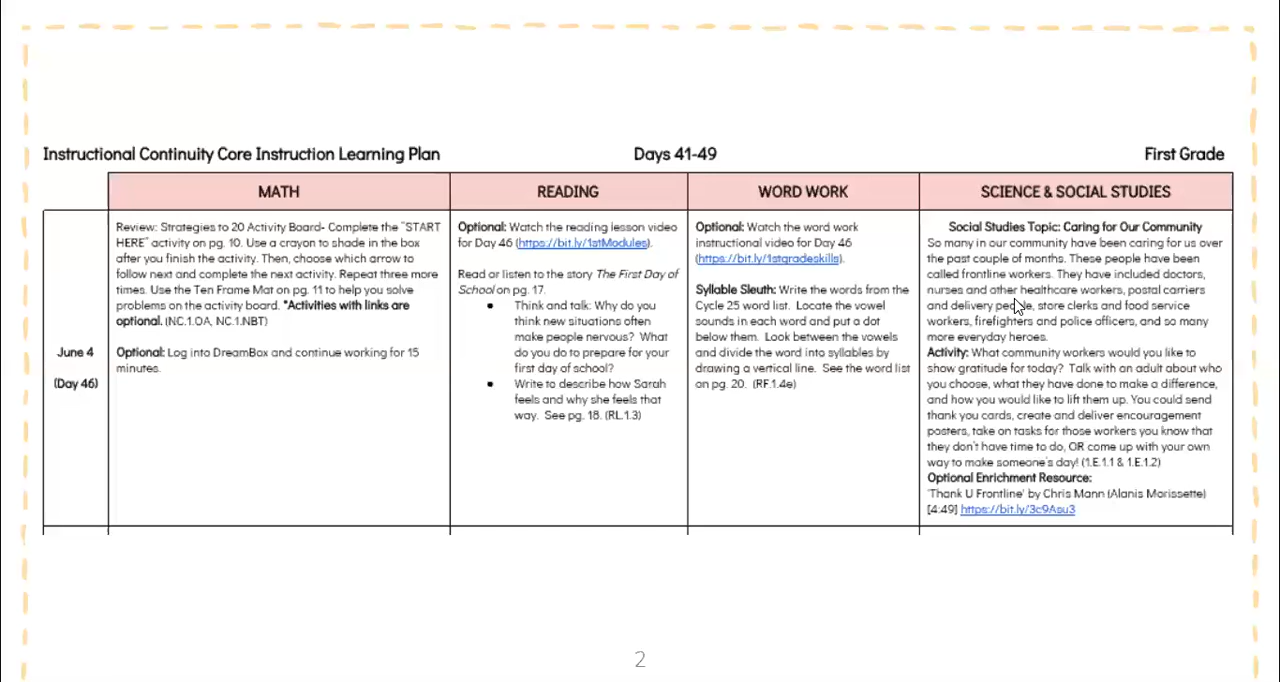 Instructional Continuity Core Instruction Learning Plan Days 41-49 First Grade
MATH READING WORD WORK SCIENCE & SOCIAL STUDIES
June 4
(Day 46)
Review: Strategies to 20 Activity Board- Complete the "START
HERE" activity on pg. 10. Use a crayon to shade in the box
after you finish the activity. Then, choose which arrow to
follow next and complete the next activity. Repeat three more
times. Use the Ten Frame Mat on pg. 11 to help you solve
problems on the activity board. *Activities with links are
optional. (NC.1.OA, NC.1.NBT)
Optional: Log into DreamBox and continue working for 15
minutes.
Optional: Watch the reading lesson video
for Day 46 (https://bit.ly/1stModules).
Read or listen to the story The First Day of
School on pg. 17.
● Think and talk: Why do you
think new situations often
make people nervous? What
do you do to prepare for your
first day of school?
● Write to describe how Sarah
feels and why she feels that
way. See pg. 18. (RL.1.3)
Optional: Watch the word work
instructional video for Day 46
(https://bit.ly/1stgradeskills).
Syllable Sleuth: Write the words from the
Cycle 25 word list. Locate the vowel
sounds in each word and put a dot
below them. Look between the vowels
and divide the word into syllables by
drawing a vertical line. See the word list
on pg. 20. (RF.1.4e)
Social Studies Topic: Caring for Our Community
So many in our community have been caring for us over
the past couple of months. These people have been
called frontline workers. They have included doctors,
nurses and other healthcare workers, postal carriers
and delivery people, store clerks and food service
workers, firefighters and police officers, and so many
more everyday heroes.
Activity: What community workers would you like to
show gratitude for today? Talk with an adult about who
you choose, what they have done to make a difference,
and how you would like to lift them up. You could send
thank you cards, create and deliver encouragement
posters, take on tasks for those workers you know that
they don't have time to do, OR come up with your own
way to make someone's day! (1.E.1.1 & 1.E.1.2)
Optional Enrichment Resource:
'Thank U Frontline' by Chris Mann (Alanis Morissette)
[4:49] https://bit.ly/3c9Asu3
2